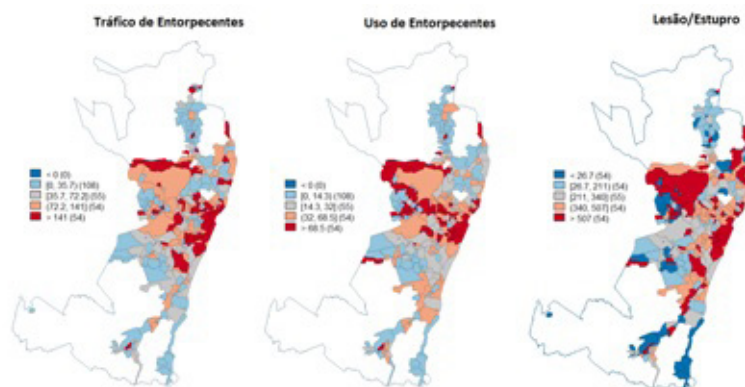 Tráfico de Entorpecentes
< 0 (0)
[0, 35.7) (108)
[35.7, 72.2] (55)
(72.2, 141] (54)
> 141 (54)
Uso de Entorpecentes
< 0 (0)
[0, 14.3) (108)
[14.3, 32] (55)
(32, 68.5] (54)
> 68.5 (54)
Lesão/Estupro
< 26.7 (54)
[26.7, 211) (54)
[211, 340] (55)
(340, 507] (54)
> 507 (54)